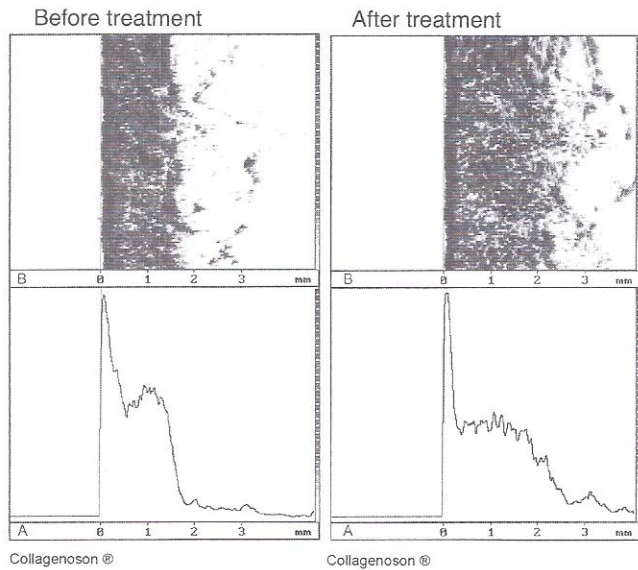 Before treatment
After treatment
B 0 1 2 3 mm
B 0 1 2 3 mm
A 0 1 2 3 mm
A 0 1 2 3 mm
Collagenoson ®
Collagenoson ®